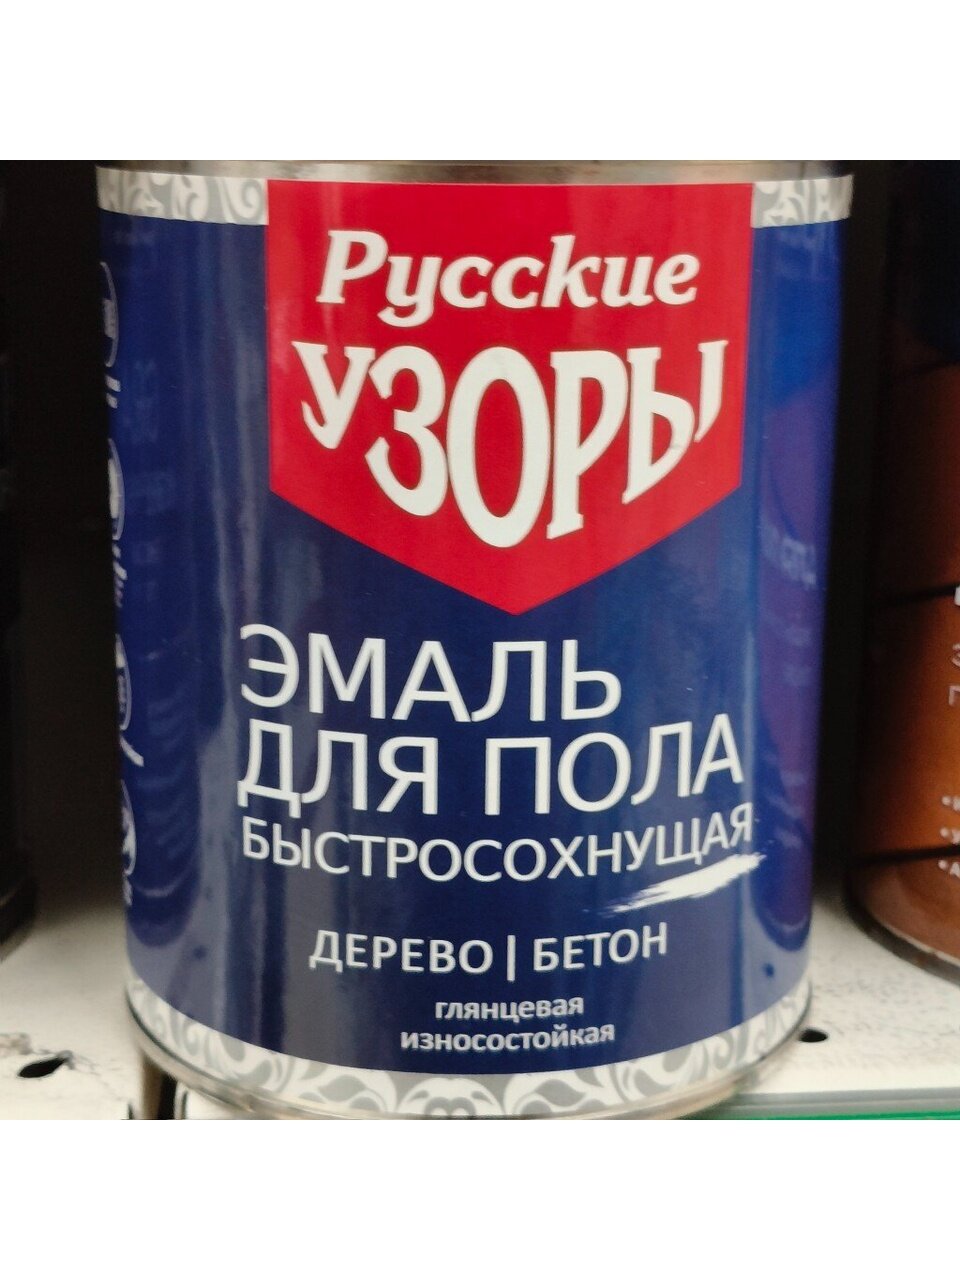 Русские
УЗОРЫ
ЭМАЛЬ
ДЛЯ ПОЛА
БЫСТРОСОХНУЩАЯ
ДЕРЕВО | БЕТОН
глянцевая
износостойкая